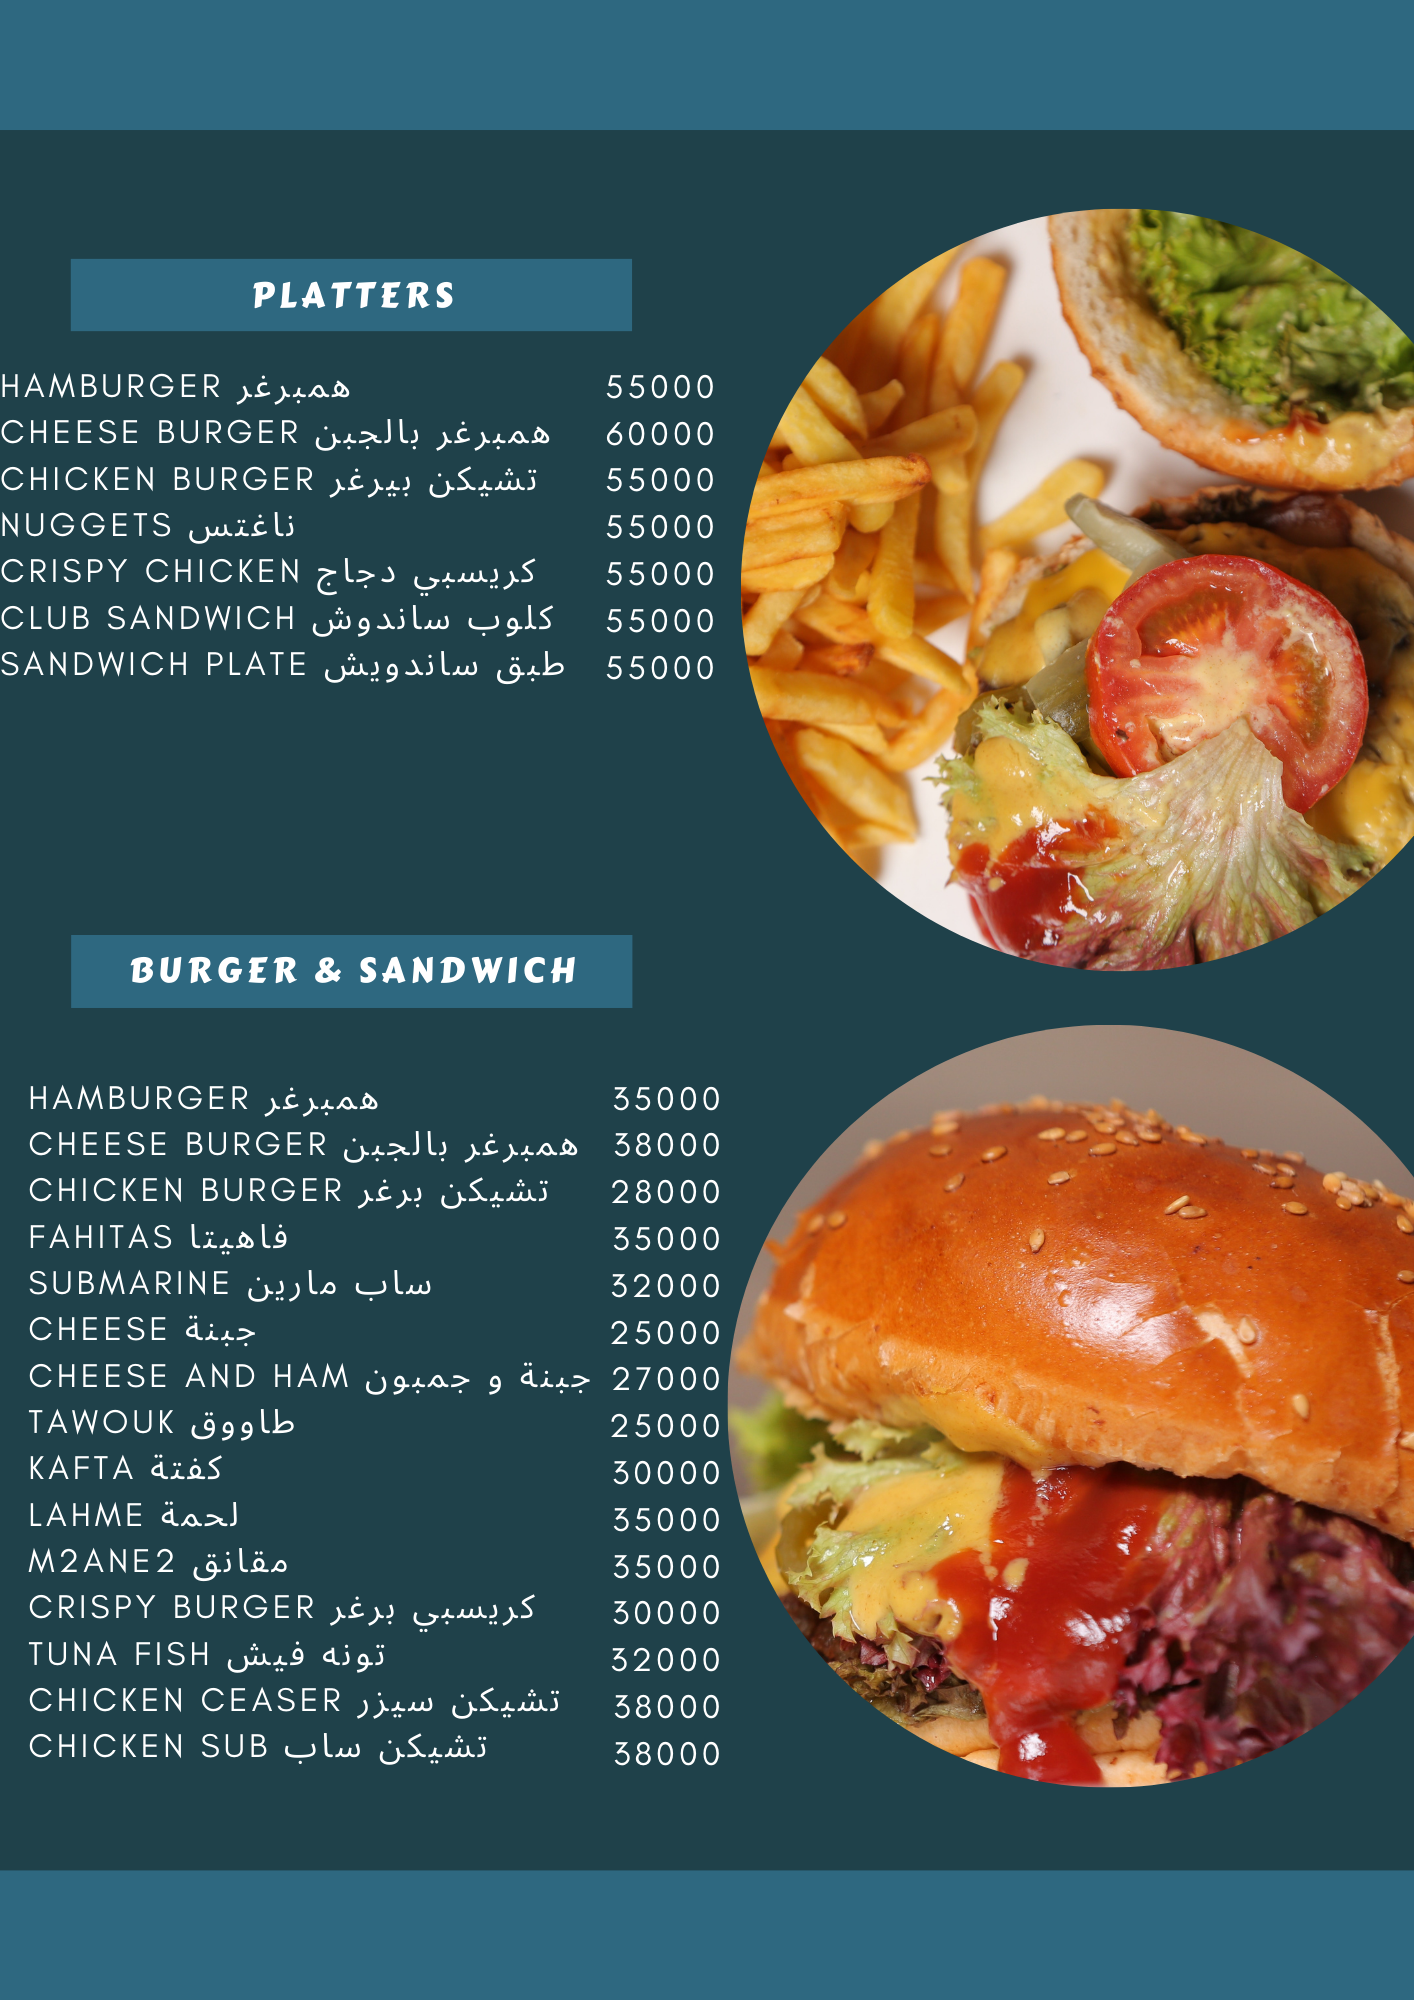 PLATTERS
HAMBURGER همبرغر 55000
CHEESE BURGER همبرغر بالجبن 60000
CHICKEN BURGER تشيكن بيرغر 55000
NUGGETS ناغتس 55000
CRISPY CHICKEN كريسبي دجاج 55000
CLUB SANDWICH كلوب ساندوش 55000
SANDWICH PLATE طبق ساندويش 55000
BURGER & SANDWICH
HAMBURGER همبرغر 35000
CHEESE BURGER همبرغر بالجبن 38000
CHICKEN BURGER تشيكن برغر 28000
FAHITAS فاهيتا 35000
SUBMARINE ساب مارين 32000
CHEESE جبنة 25000
CHEESE AND HAM جبنة و جمبون 27000
TAWOUK طاووق 25000
KAFTA كفتة 30000
LAHME لحمة 35000
M2ANE2 مقانق 35000
CRISPY BURGER كريسبي برغر 30000
TUNA FISH تونه فيش 32000
CHICKEN CEASER تشيكن سيزر 38000
CHICKEN SUB تشيكن ساب 38000